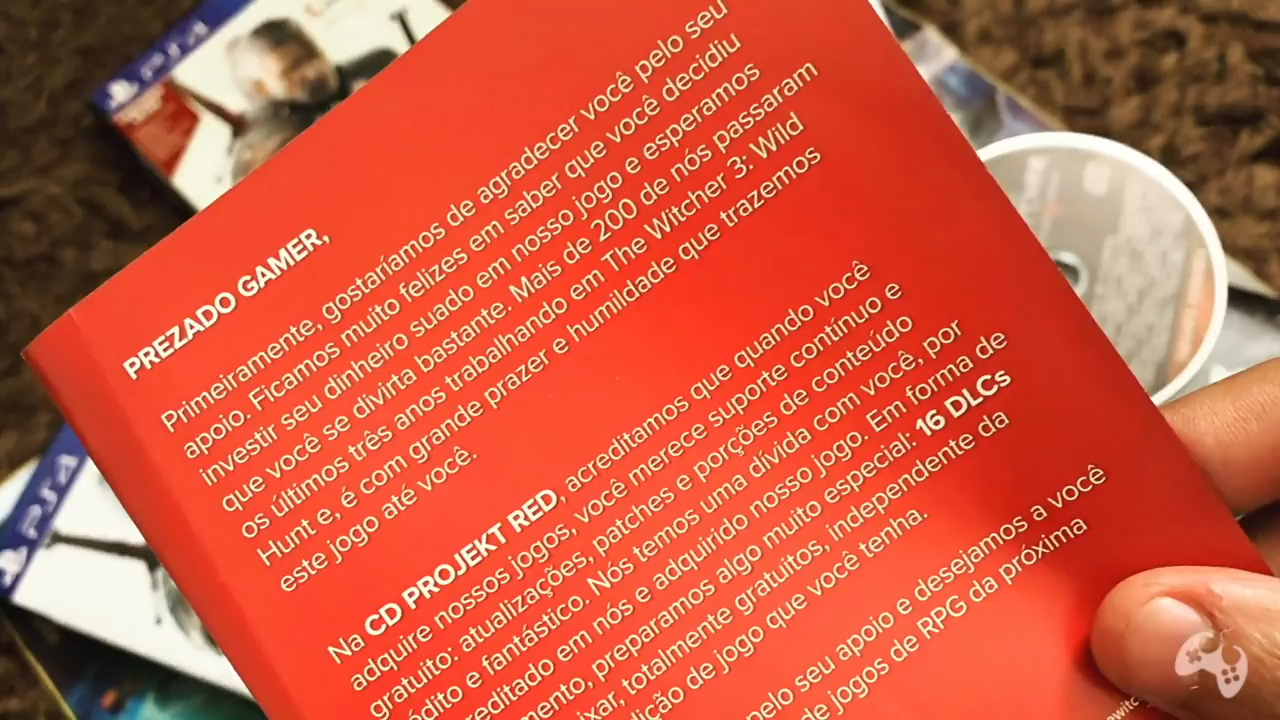 PS4
PREZADO GAMER,
Primeiramente, gostaríamos de agradecer você pelo seu
apoio. Ficamos muito felizes em saber que você decidiu
investir seu dinheiro suado em nosso jogo e esperamos
que você se divirta bastante. Mais de 200 de nós passaram
os últimos três anos trabalhando em The Witcher 3: Wild
Hunt e, é com grande prazer e humildade que trazemos
este jogo até você.
Na CD PROJEKT RED, acreditamos que quando você
adquire nossos jogos, você merece suporte contínuo e
gratuito: atualizações, patches e porções de conteúdo
édito e fantástico. Nós temos uma dívida com você, por
reditado em nós e adquirido nosso jogo. Em forma de
mento, preparamos algo muito especial: 16 DLCs
ixar, totalmente gratuitos, independente da
dição de jogo que você tenha.
pelo seu apoio e desejamos a você
de jogos de RPG da próxima
PS4